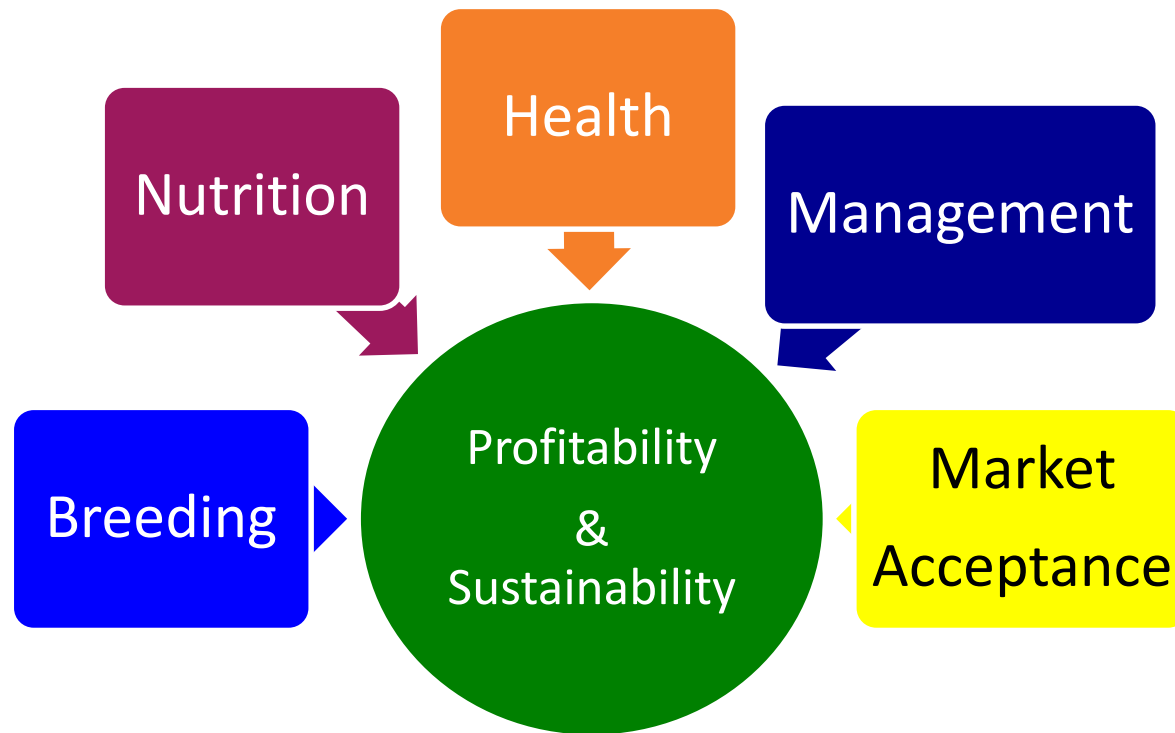 Health
Nutrition
Management
Breeding
Profitability
&
Sustainability
Market
Acceptance